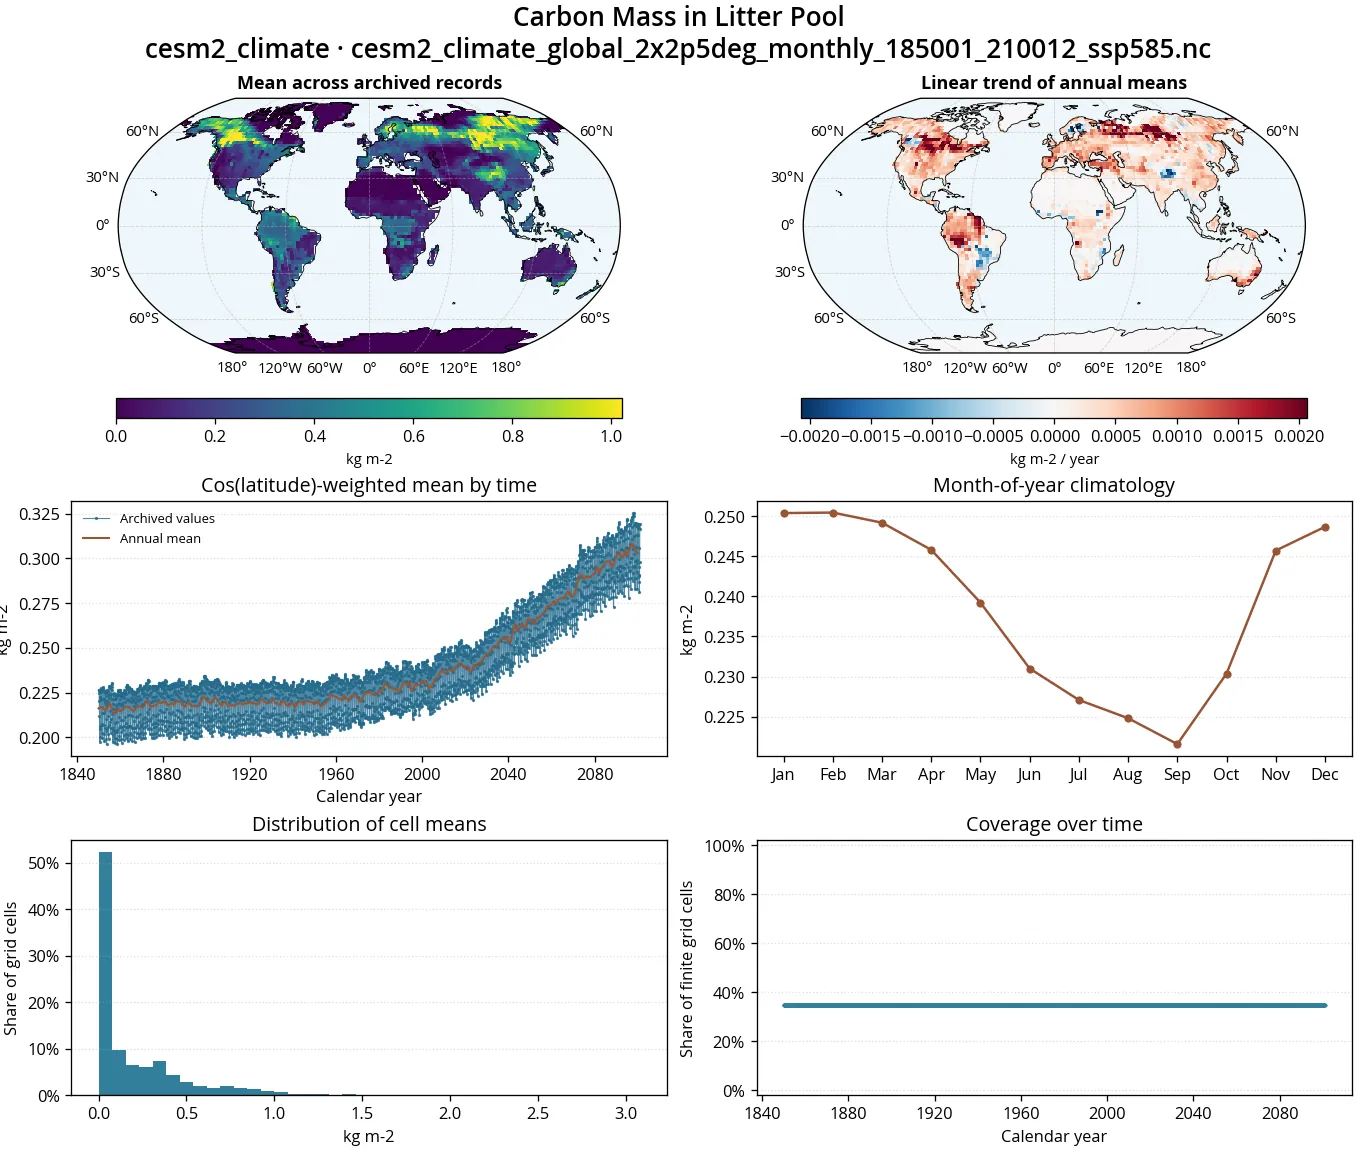 Carbon Mass in Litter Pool
cesm2_climate · cesm2_climate_global_2x2p5deg_monthly_185001_210012_ssp585.nc
Mean across archived records
60°N 60°N
30°N
0°
30°S
60°S 60°S
180° 120°W 60°W 0° 60°E 120°E 180°
0.0 0.2 0.4 0.6 0.8 1.0
kg m-2
Linear trend of annual means
60°N 60°N
30°N
0°
30°S
60°S 60°S
180° 120°W 60°W 0° 60°E 120°E 180°
−0.0020 −0.0015 −0.0010 −0.0005 0.0000 0.0005 0.0010 0.0015 0.0020
kg m-2 / year
Cos(latitude)-weighted mean by time
Archived values
Annual mean
0.325
0.300
0.275
0.250
0.225
0.200
kg m-2
1840 1880 1920 1960 2000 2040 2080
Calendar year
Month-of-year climatology
0.250
0.245
0.240
0.235
0.230
0.225
kg m-2
Jan Feb Mar Apr May Jun Jul Aug Sep Oct Nov Dec
Distribution of cell means
50%
40%
30%
20%
10%
0%
Share of grid cells
0.0 0.5 1.0 1.5 2.0 2.5 3.0
kg m-2
Coverage over time
100%
80%
60%
40%
20%
0%
Share of finite grid cells
1840 1880 1920 1960 2000 2040 2080
Calendar year